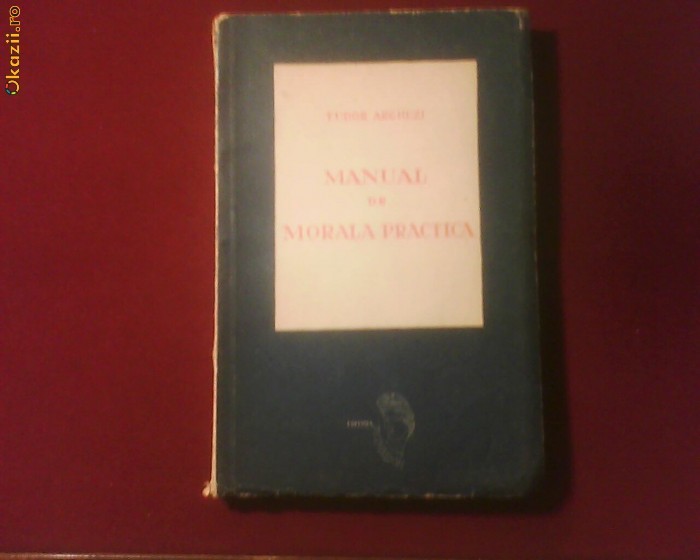 Okazii.ro
TUDOR ARGHEZI
MANUAL
DE
MORALA PRACTICA